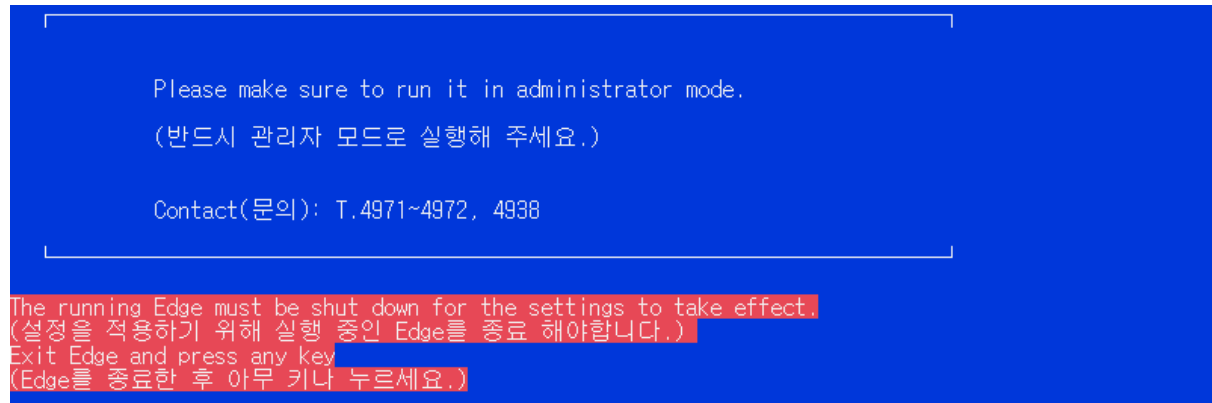 Please make sure to run it in administrator mode.
(반드시 관리자 모드로 실행해 주세요.)
Contact(문의): T.4971~4972, 4938
The running Edge must be shut down for the settings to take effect.
(설정을 적용하기 위해 실행 중인 Edge를 종료 해야합니다.)
Exit Edge and press any key
(Edge를 종료한 후 아무 키나 누르세요.)